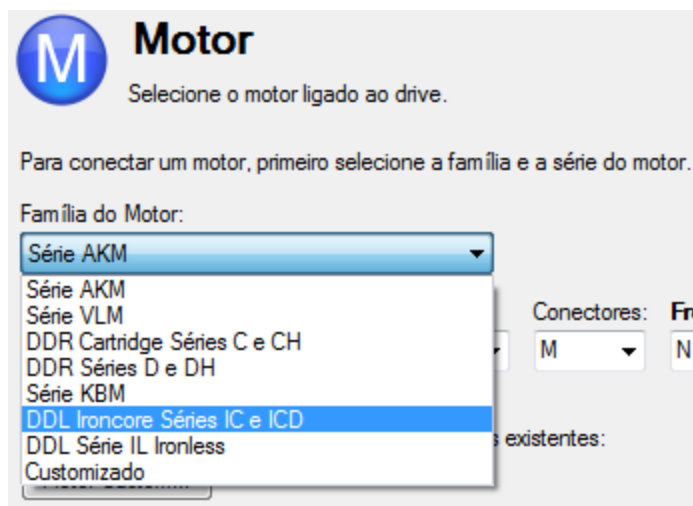 M
Motor
Selecione o motor ligado ao drive.
Para conectar um motor, primeiro selecione a família e a série do motor.
Família do Motor:
Série AKM
Série AKM
Série VLM
DDR Cartridge Séries C e CH
DDR Séries D e DH
Série KBM
DDL Ironcore Séries IC e ICD
DDL Série IL Ironless
Customizado
Conectores:
M
N
existentes: